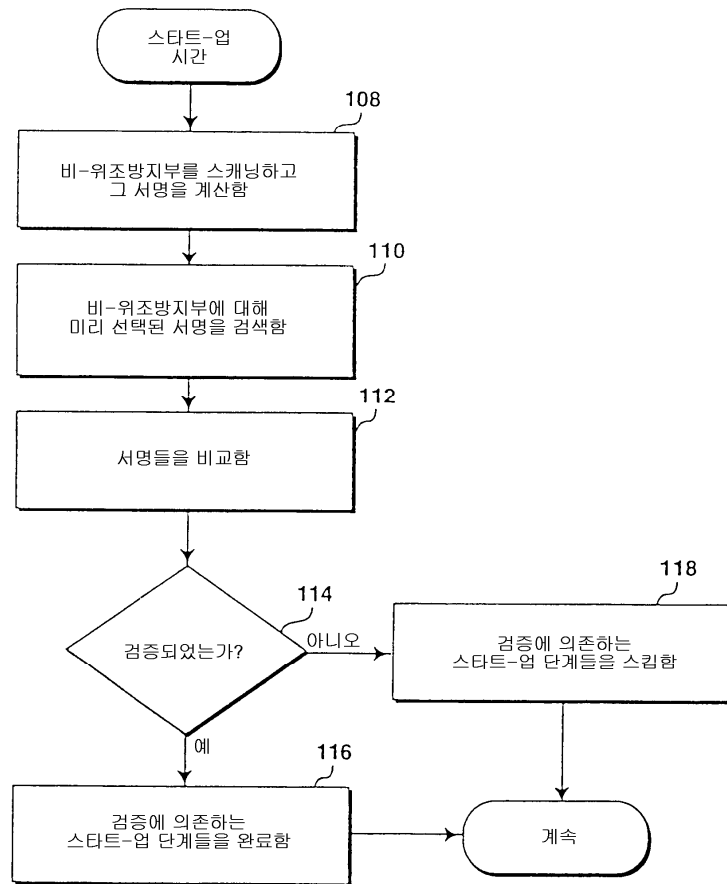 스타트-업
시간
108
비-위조방지부를 스캐닝하고
그 서명을 계산함
110
비-위조방지부에 대해
미리 선택된 서명을 검색함
112
서명들을 비교함
114
검증되었는가?
아니오
118
검증에 의존하는
스타트-업 단계들을 스킵함
예
116
검증에 의존하는
스타트-업 단계들을 완료함
계속